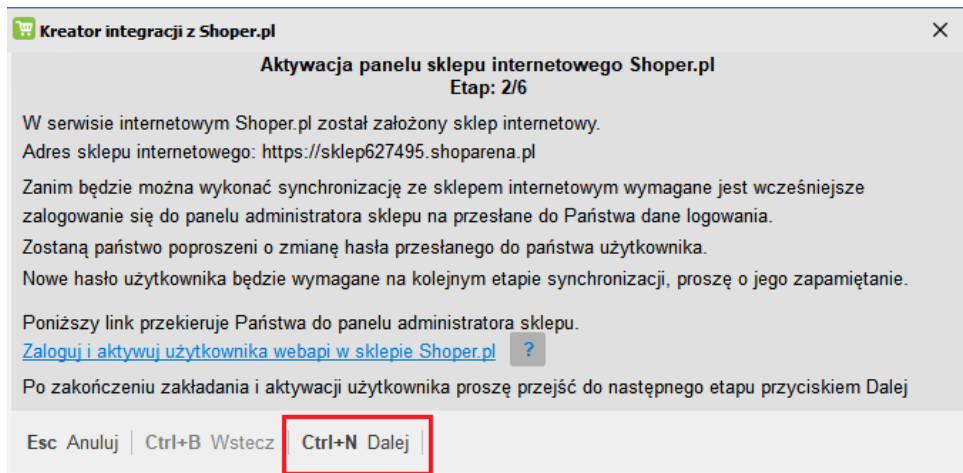 Kreator integracji z Shoper.pl
Aktywacja panelu sklepu internetowego Shoper.pl
Etap: 2/6
W serwisie internetowym Shoper.pl został założony sklep internetowy.
Adres sklepu internetowego: https://sklep627495.shoparena.pl
Zanim będzie można wykonać synchronizację ze sklepem internetowym wymagane jest wcześniejsze
zalogowanie się do panelu administratora sklepu na przesłane do Państwa dane logowania.
Zostaną państwo poproszeni o zmianę hasła przesłanego do państwa użytkownika.
Nowe hasło użytkownika będzie wymagane na kolejnym etapie synchronizacji, proszę o jego zapamiętanie.
Poniższy link przekieruje Państwa do panelu administratora sklepu.
Zaloguj i aktywuj użytkownika webapi w sklepie Shoper.pl ?
Po zakończeniu zakładania i aktywacji użytkownika proszę przejść do następnego etapu przyciskiem Dalej
Esc Anuluj Ctrl+B Wstecz Ctrl+N Dalej